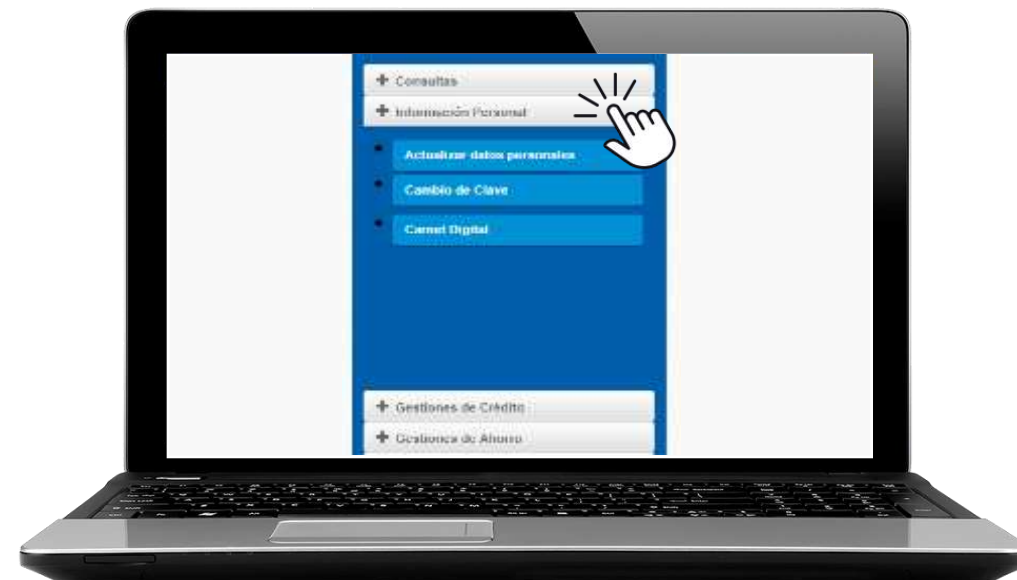 Consultas
Información Personal
Actualizar datos personales
Cambio de Clave
Carnet Digital
Gestiones de Crédito
Gestiones de Ahorro